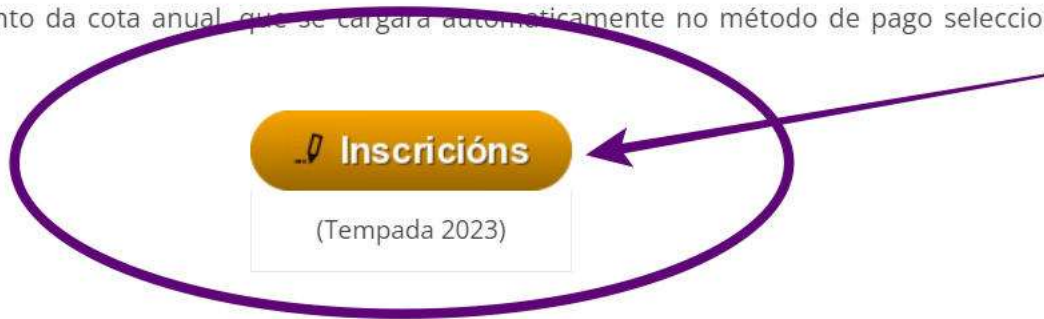 nto da cota anual, que se cargará automaticamente no método de pago seleccio
Inscricións
(Tempada 2023)